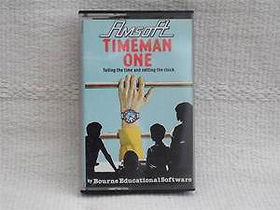 Amsoft
TIMEMAN
ONE
Telling the time and setting the clock.
by Bourne Educational Software